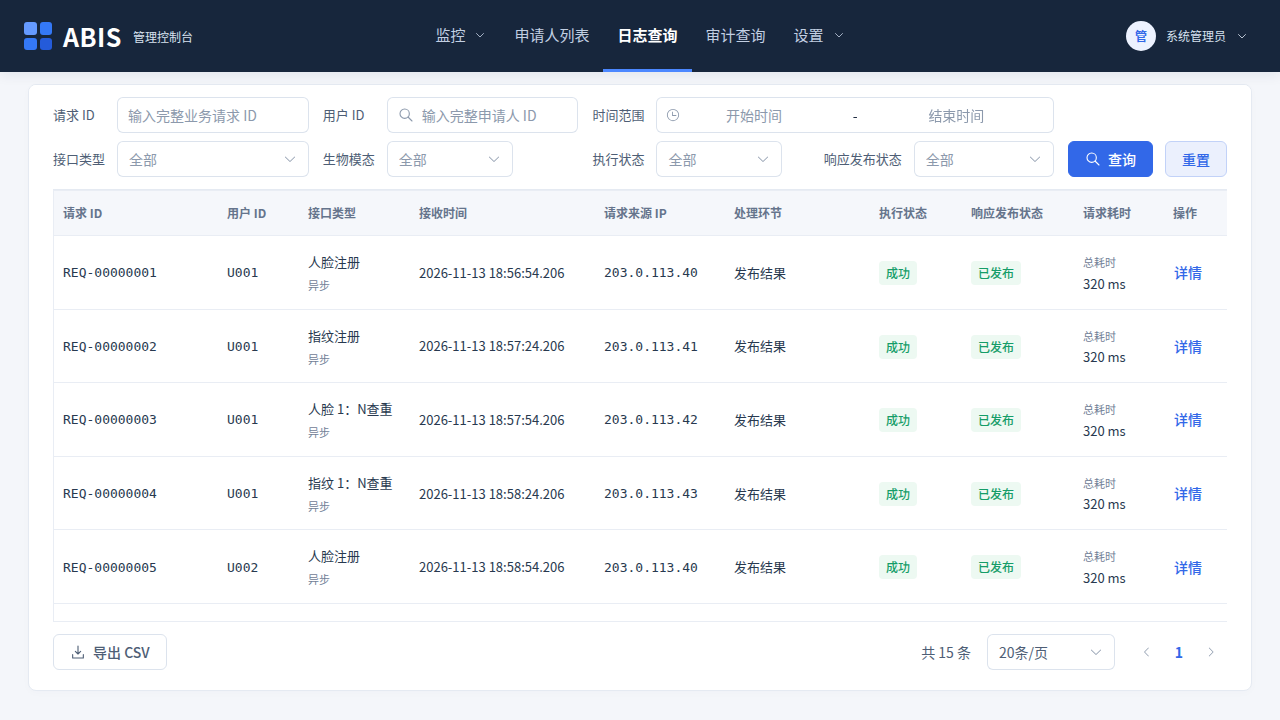 ABIS 管理控制台 监控 申请人列表 日志查询 审计查询 设置 管 系统管理员
请求 ID 输入完整业务请求 ID 用户 ID 输入完整申请人 ID 时间范围 开始时间 - 结束时间
接口类型 全部 生物模态 全部 执行状态 全部 响应发布状态 全部 查询 重置
请求 ID 用户 ID 接口类型 接收时间 请求来源 IP 处理环节 执行状态 响应发布状态 请求耗时 操作
REQ-00000001 U001 人脸注册 异步 2026-11-13 18:56:54.206 203.0.113.40 发布结果 成功 已发布 总耗时 320 ms 详情
REQ-00000002 U001 指纹注册 异步 2026-11-13 18:57:24.206 203.0.113.41 发布结果 成功 已发布 总耗时 320 ms 详情
REQ-00000003 U001 人脸 1：N查重 异步 2026-11-13 18:57:54.206 203.0.113.42 发布结果 成功 已发布 总耗时 320 ms 详情
REQ-00000004 U001 指纹 1：N查重 异步 2026-11-13 18:58:24.206 203.0.113.43 发布结果 成功 已发布 总耗时 320 ms 详情
REQ-00000005 U002 人脸注册 异步 2026-11-13 18:58:54.206 203.0.113.40 发布结果 成功 已发布 总耗时 320 ms 详情
导出 CSV 共 15 条 20条/页 1